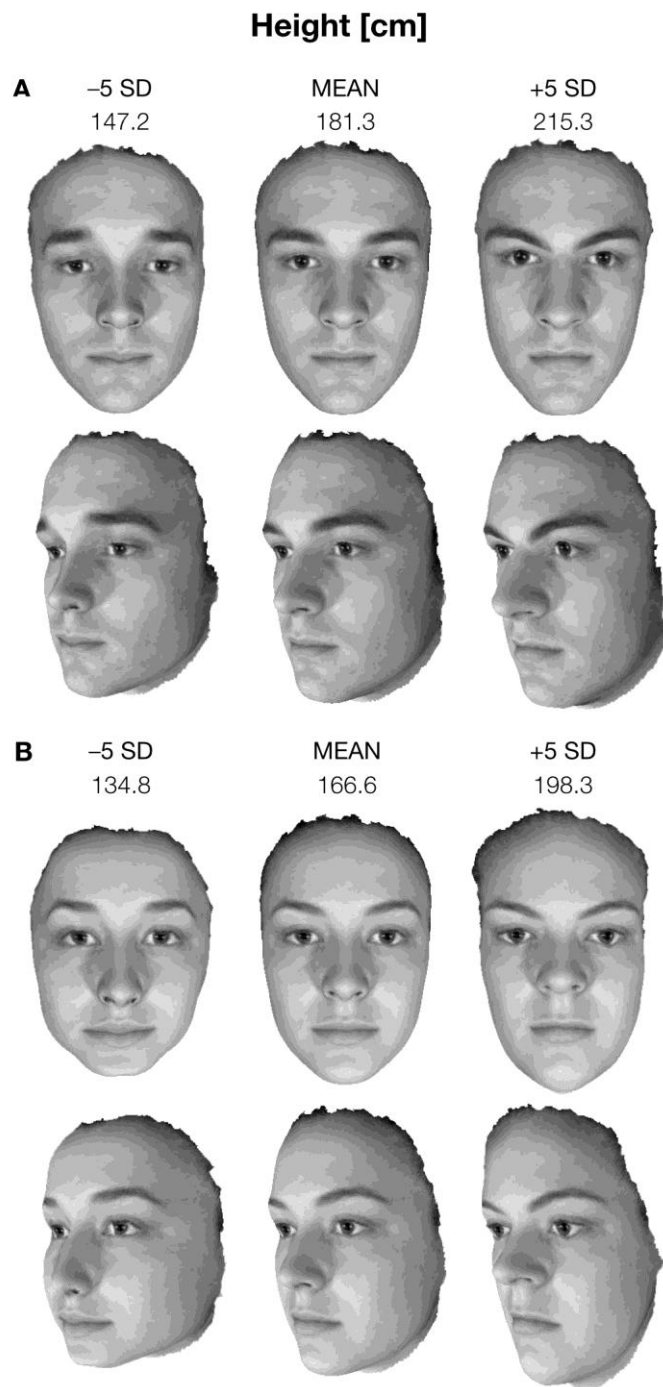 Height [cm]
A –5 SD MEAN +5 SD
147.2 181.3 215.3
B –5 SD MEAN +5 SD
134.8 166.6 198.3